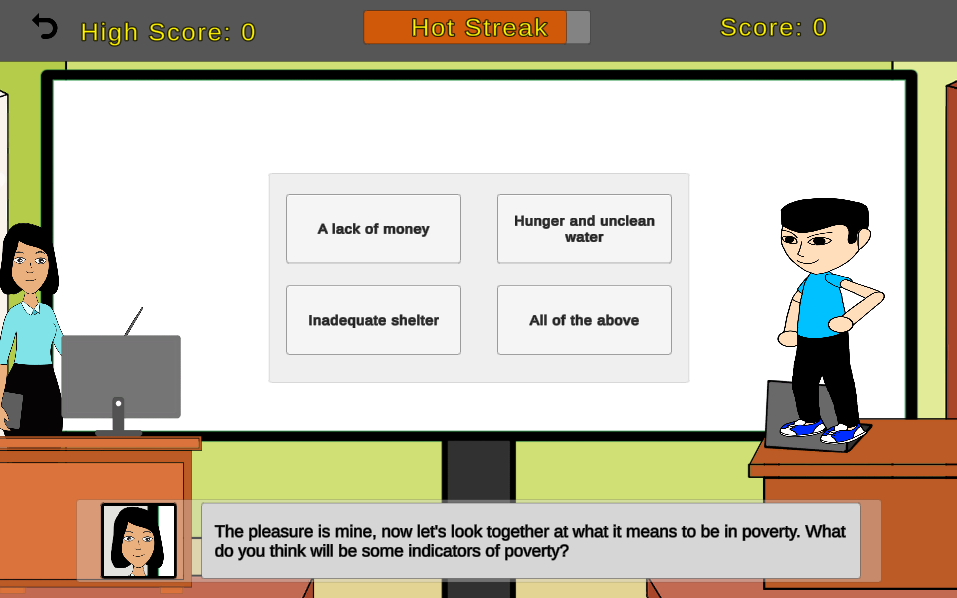 High Score: 0
Hot Streak
Score: 0
A lack of money
Hunger and unclean
water
Inadequate shelter
All of the above
The pleasure is mine, now let's look together at what it means to be in poverty. What
do you think will be some indicators of poverty?